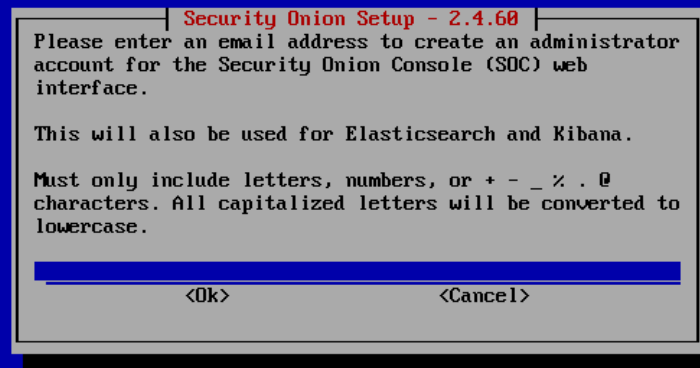 Security Onion Setup - 2.4.60
Please enter an email address to create an administrator
account for the Security Onion Console (SOC) web
interface.
This will also be used for Elasticsearch and Kibana.
Must only include letters, numbers, or + - _ % . @
characters. All capitalized letters will be converted to
lowercase.
<Ok> <Cancel>